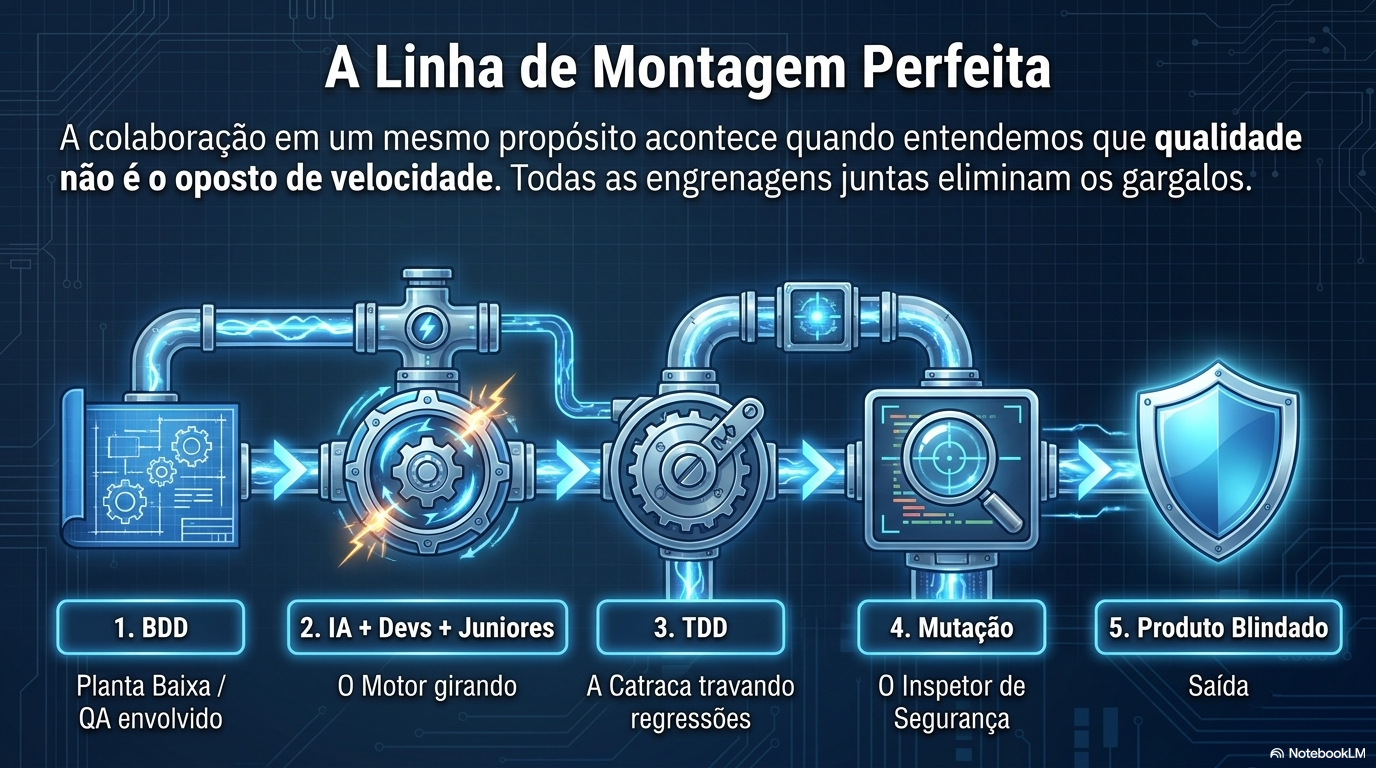 A Linha de Montagem Perfeita
A colaboração em um mesmo propósito acontece quando entendemos que qualidade
não é o oposto de velocidade. Todas as engrenagens juntas eliminam os gargalos.
1. BDD
Planta Baixa /
QA envolvido
2. IA + Devs + Juniores
O Motor girando
3. TDD
A Catraca travando
regressões
4. Mutação
O Inspetor de
Segurança
5. Produto Blindado
Saída
NotebookLM